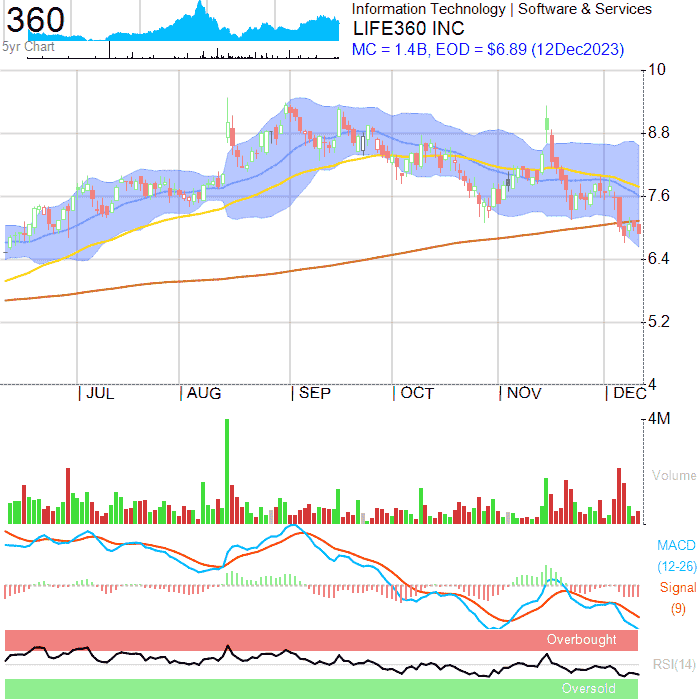 360
5yr Chart
Information Technology | Software & Services
LIFE360 INC
MC = 1.4B, EOD = $6.89 (12Dec2023)
10
8.8
7.6
6.4
5.2
4
JUL AUG SEP OCT NOV DEC
4M
Volume
MACD
(12-26)
Signal
(9)
Overbought
RSI(14)
Oversold